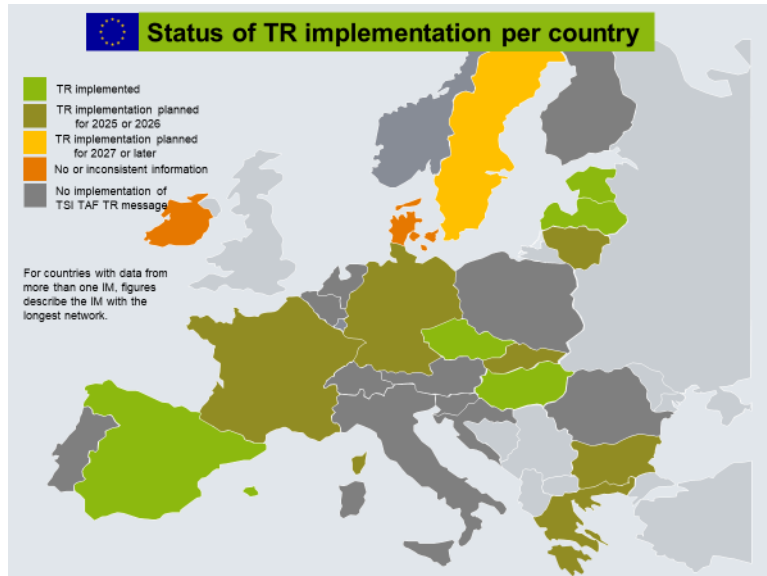 Status of TR implementation per country
TR implemented
TR implementation planned
for 2025 or 2026
TR implementation planned
for 2027 or later
No or inconsistent information
No implementation of
TSI TAF TR message
For countries with data from
more than one IM, figures
describe the IM with the
longest network.